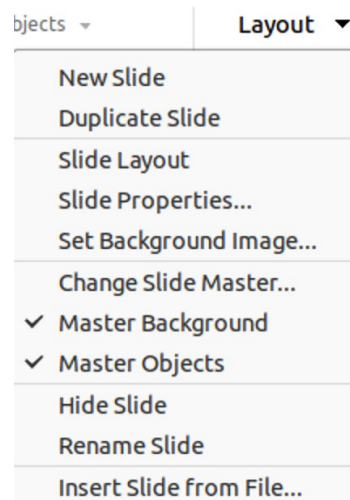 bjects Layout
New Slide
Duplicate Slide
Slide Layout
Slide Properties...
Set Background Image...
Change Slide Master...
Master Background
Master Objects
Hide Slide
Rename Slide
Insert Slide from File...